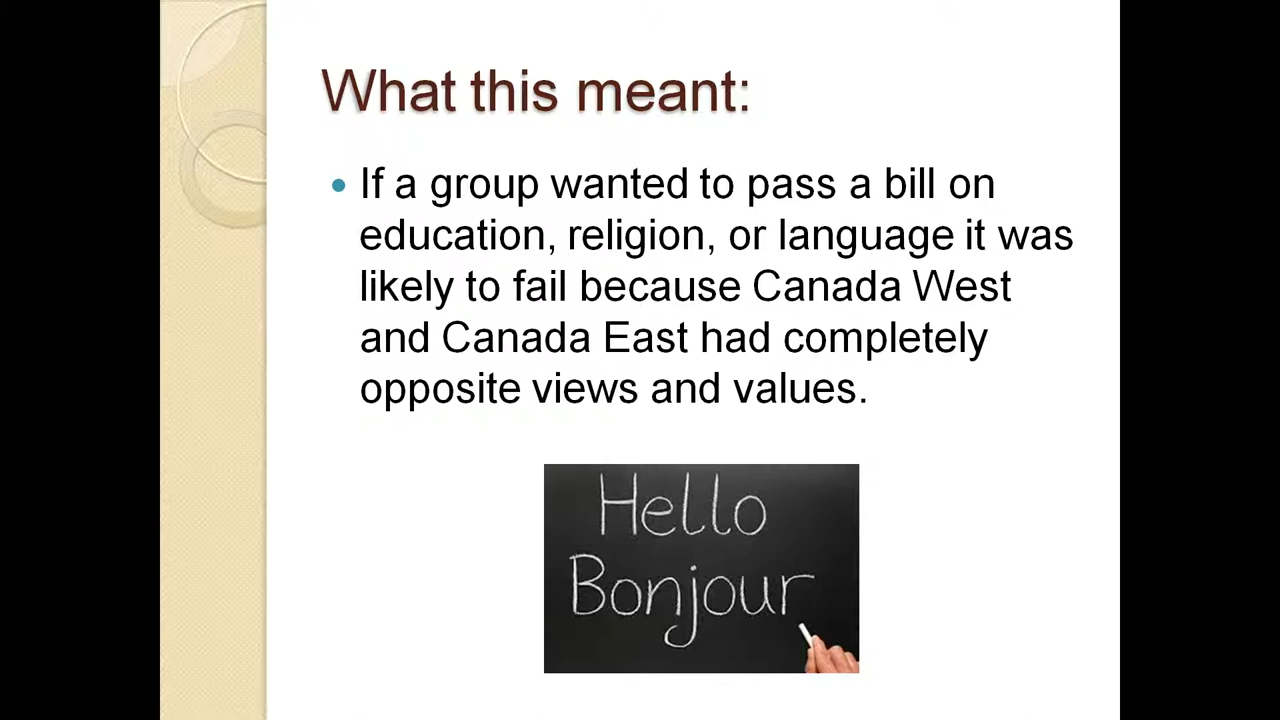 What this meant:
• If a group wanted to pass a bill on
education, religion, or language it was
likely to fail because Canada West
and Canada East had completely
opposite views and values.
Hello
Bonjour